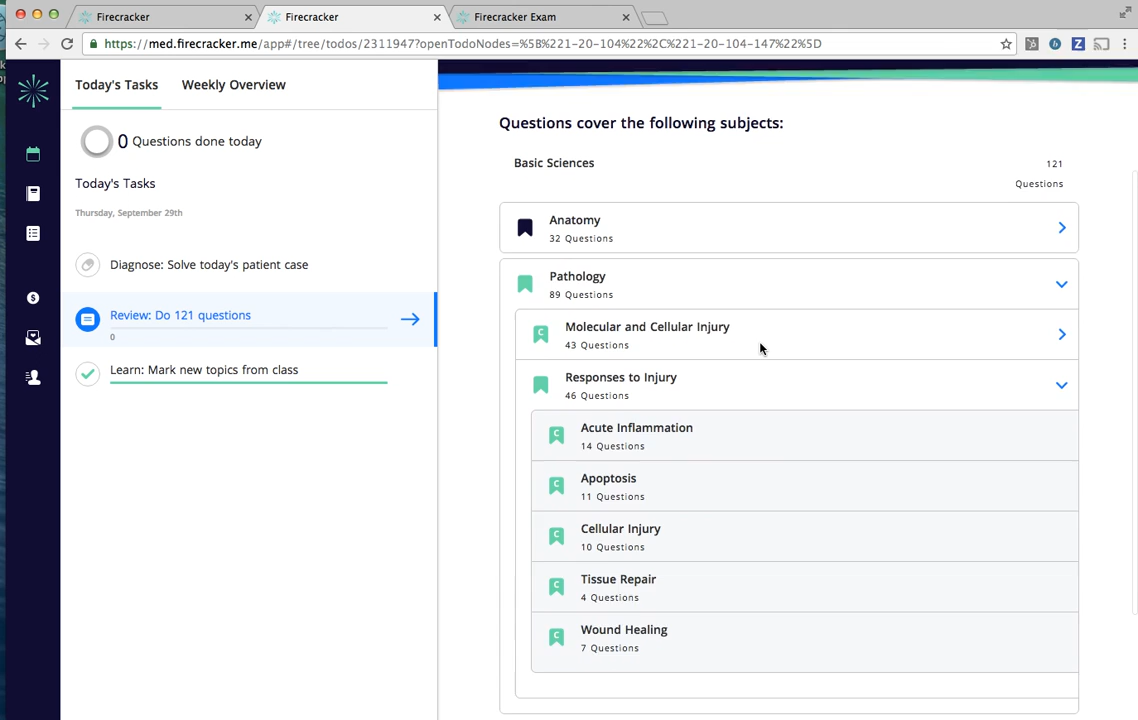 Firecracker
Firecracker
Firecracker Exam
https://med.firecracker.me/app#/tree/todos/2311947?openTodoNodes=%5B%221-20-104%22%2C%221-20-104-147%22%5D
Today's Tasks
Weekly Overview
0 Questions done today
Today's Tasks
Thursday, September 29th
Diagnose: Solve today's patient case
Review: Do 121 questions
0
Learn: Mark new topics from class
Questions cover the following subjects:
Basic Sciences
121
Questions
Anatomy
32 Questions
Pathology
89 Questions
C
Molecular and Cellular Injury
43 Questions
Responses to Injury
46 Questions
C
Acute Inflammation
14 Questions
C
Apoptosis
11 Questions
C
Cellular Injury
10 Questions
C
Tissue Repair
4 Questions
C
Wound Healing
7 Questions